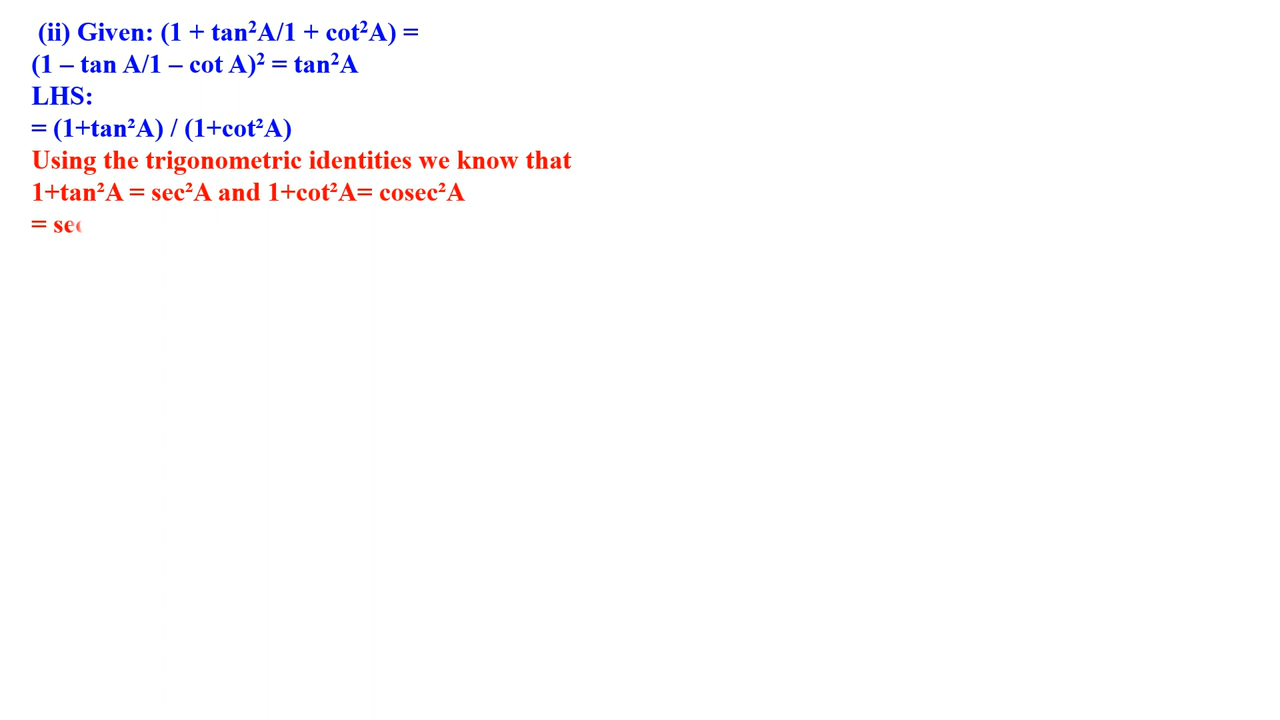 (ii) Given: (1 + tan²A/1 + cot²A) =
(1 – tan A/1 – cot A)² = tan²A
LHS:
= (1+tan²A) / (1+cot²A)
Using the trigonometric identities we know that
1+tan²A = sec²A and 1+cot²A= cosec²A
= sec